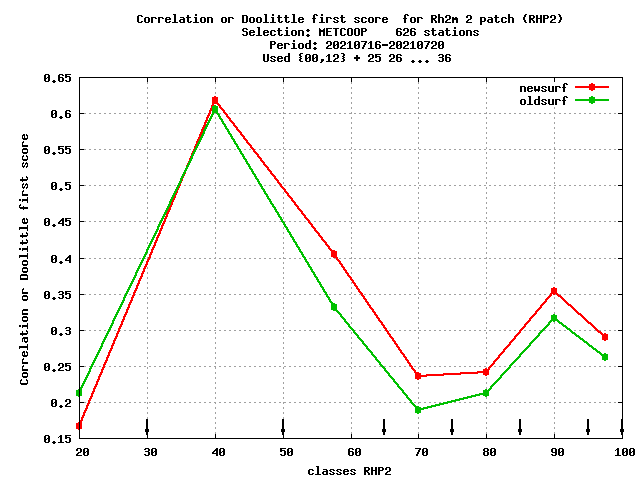 Correlation or Doolittle first score  for Rh2m 2 patch (RHP2)
Selection: METCOOP    626 stations
Period: 20210716-20210720
Used {00,12} + 25 26 ... 36
newsurf
oldsurf
Correlation or Doolittle first score
0.65
0.6
0.55
0.5
0.45
0.4
0.35
0.3
0.25
0.2
0.15
20 30 40 50 60 70 80 90 100
classes RHP2